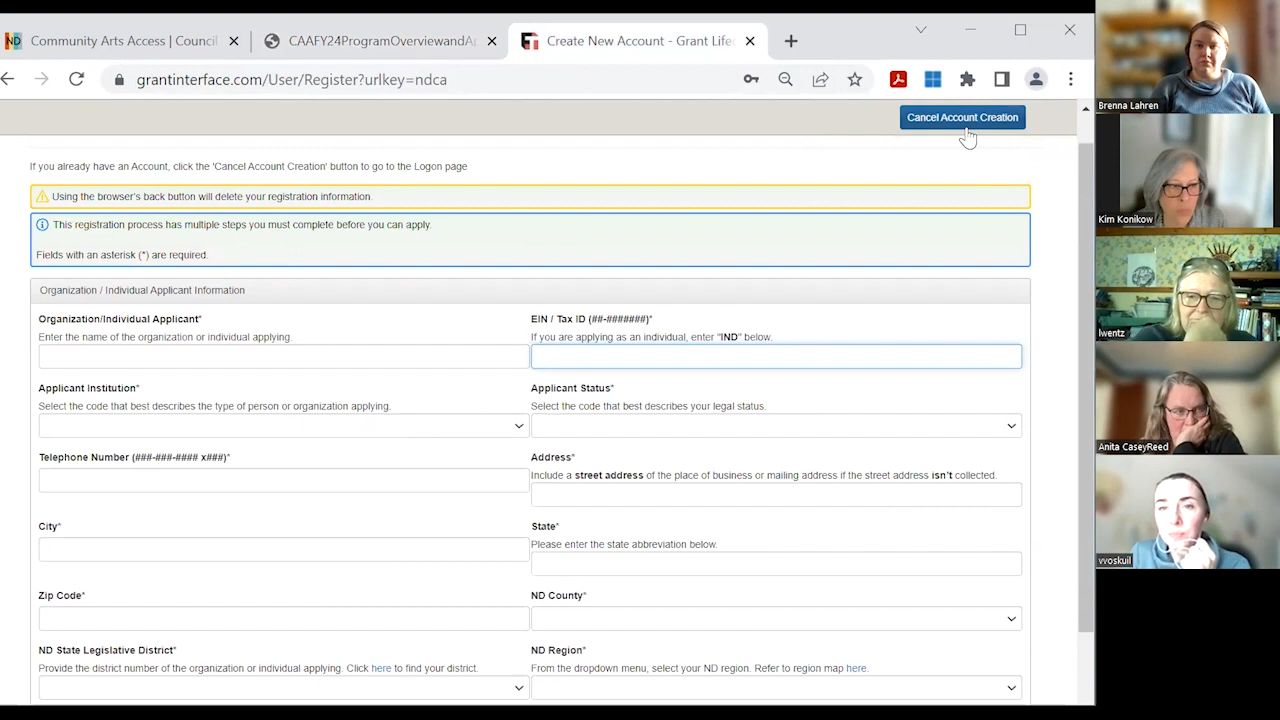 ND Community Arts Access | Council
CAAFY24ProgramOverviewandA
Create New Account - Grant Life
grantinterface.com/User/Register?urlkey=ndca
Cancel Account Creation
If you already have an Account, click the 'Cancel Account Creation' button to go to the Logon page
Using the browser's back button will delete your registration information.
This registration process has multiple steps you must complete before you can apply.
Fields with an asterisk (*) are required.
Organization / Individual Applicant Information
Organization/Individual Applicant*
Enter the name of the organization or individual applying.
EIN / Tax ID (##-#######)*
If you are applying as an individual, enter "IND" below.
Applicant Institution*
Select the code that best describes the type of person or organization applying.
Applicant Status*
Select the code that best describes your legal status.
Telephone Number (###-###-#### x###)*
Address*
Include a street address of the place of business or mailing address if the street address isn't collected.
City*
State*
Please enter the state abbreviation below.
Zip Code*
ND County*
ND State Legislative District*
Provide the district number of the organization or individual applying. Click here to find your district.
ND Region*
From the dropdown menu, select your ND region. Refer to region map here.
Brenna Lahren
Kim Konikow
lwentz
Anita CaseyReed
vvoskuil